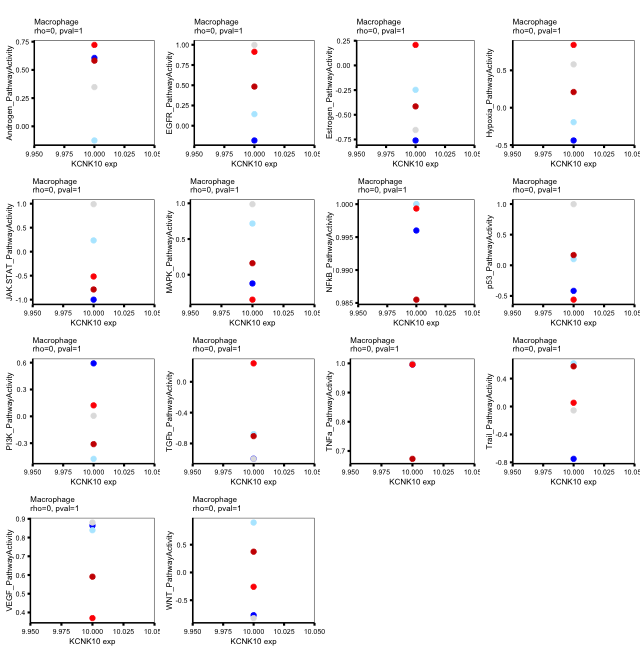 Macrophage
rho=0, pval=1
Androgen_PathwayActivity
0.75
0.50
0.25
0.00
9.950 9.975 10.000 10.025 10.05
KCNK10 exp
Macrophage
rho=0, pval=1
EGFR_PathwayActivity
1.00
0.75
0.50
0.25
0.00
9.950 9.975 10.000 10.025 10.05
KCNK10 exp
Macrophage
rho=0, pval=1
Estrogen_PathwayActivity
0.25
0.00
-0.25
-0.50
-0.75
9.950 9.975 10.000 10.025 10.05
KCNK10 exp
Macrophage
rho=0, pval=1
Hypoxia_PathwayActivity
0.5
0.0
-0.5
9.950 9.975 10.000 10.025 10.05
KCNK10 exp
Macrophage
rho=0, pval=1
JAK.STAT_PathwayActivity
1.0
0.5
0.0
-0.5
-1.0
9.950 9.975 10.000 10.025 10.05
KCNK10 exp
Macrophage
rho=0, pval=1
MAPK_PathwayActivity
1.0
0.5
0.0
9.950 9.975 10.000 10.025 10.05
KCNK10 exp
Macrophage
rho=0, pval=1
NFkB_PathwayActivity
1.000
0.995
0.990
0.985
9.950 9.975 10.000 10.025 10.05
KCNK10 exp
Macrophage
rho=0, pval=1
p53_PathwayActivity
1.0
0.5
0.0
-0.5
9.950 9.975 10.000 10.025 10.05
KCNK10 exp
Macrophage
rho=0, pval=1
PI3K_PathwayActivity
0.6
0.3
0.0
-0.3
9.950 9.975 10.000 10.025 10.05
KCNK10 exp
Macrophage
rho=0, pval=1
TGFb_PathwayActivity
0.0
-0.4
-0.8
9.950 9.975 10.000 10.025 10.05
KCNK10 exp
Macrophage
rho=0, pval=1
TNFa_PathwayActivity
1.0
0.9
0.8
0.7
9.950 9.975 10.000 10.025 10.05
KCNK10 exp
Macrophage
rho=0, pval=1
Trail_PathwayActivity
0.4
0.0
-0.4
-0.8
9.950 9.975 10.000 10.025 10.05
KCNK10 exp
Macrophage
rho=0, pval=1
VEGF_PathwayActivity
0.9
0.8
0.7
0.6
0.5
0.4
9.950 9.975 10.000 10.025 10.05
KCNK10 exp
Macrophage
rho=0, pval=1
WNT_PathwayActivity
0.5
0.0
-0.5
9.950 9.975 10.000 10.025 10.050
KCNK10 exp